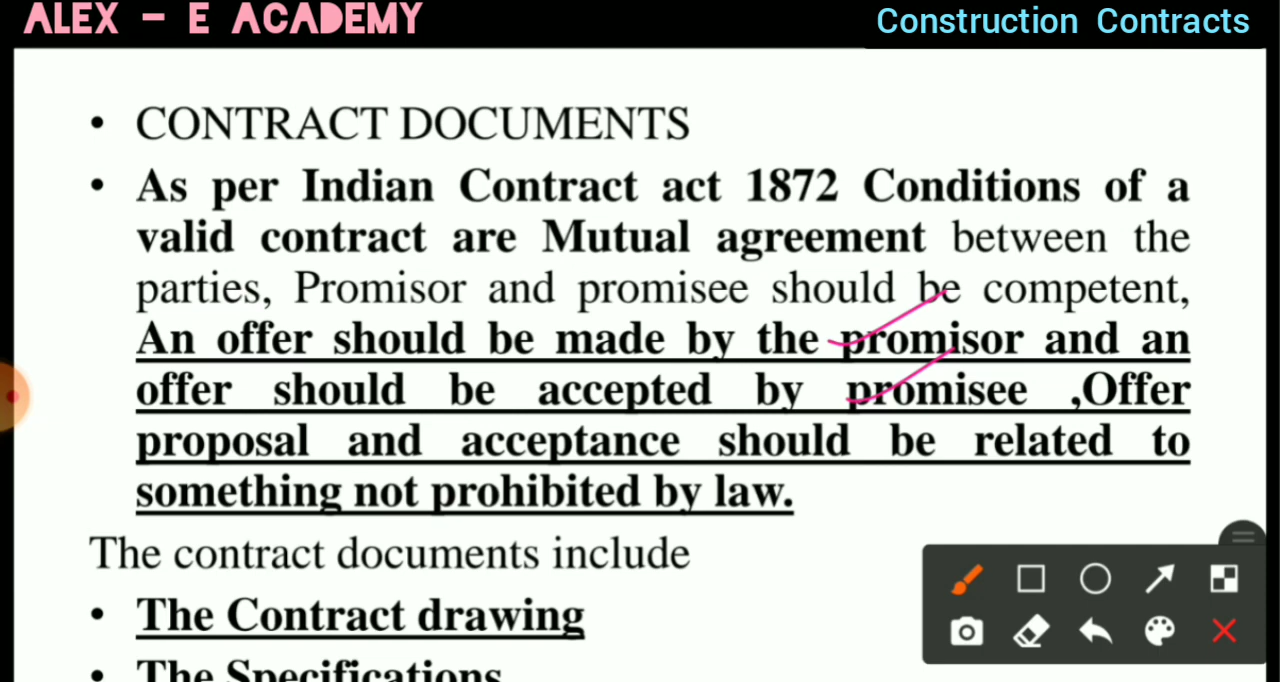 ALEX – E ACADEMY
Construction Contracts
• CONTRACT DOCUMENTS
• As per Indian Contract act 1872 Conditions of a
valid contract are Mutual agreement between the
parties, Promisor and promisee should be competent,
An offer should be made by the promisor and an
offer should be accepted by promisee ,Offer
proposal and acceptance should be related to
something not prohibited by law.
The contract documents include
• The Contract drawing
• The Specifications